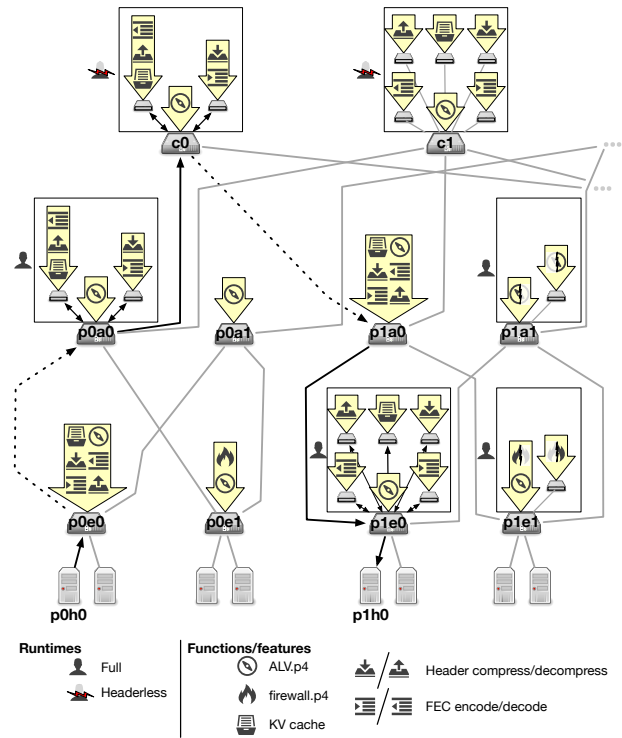 c0
c1
p0a0
p0a1
p1a0
p1a1
p0e0
p0e1
p1e0
p1e1
p0h0
p1h0
Runtimes
Full
Headerless
Functions/features
ALV.p4
firewall.p4
KV cache
Header compress/decompress
FEC encode/decode